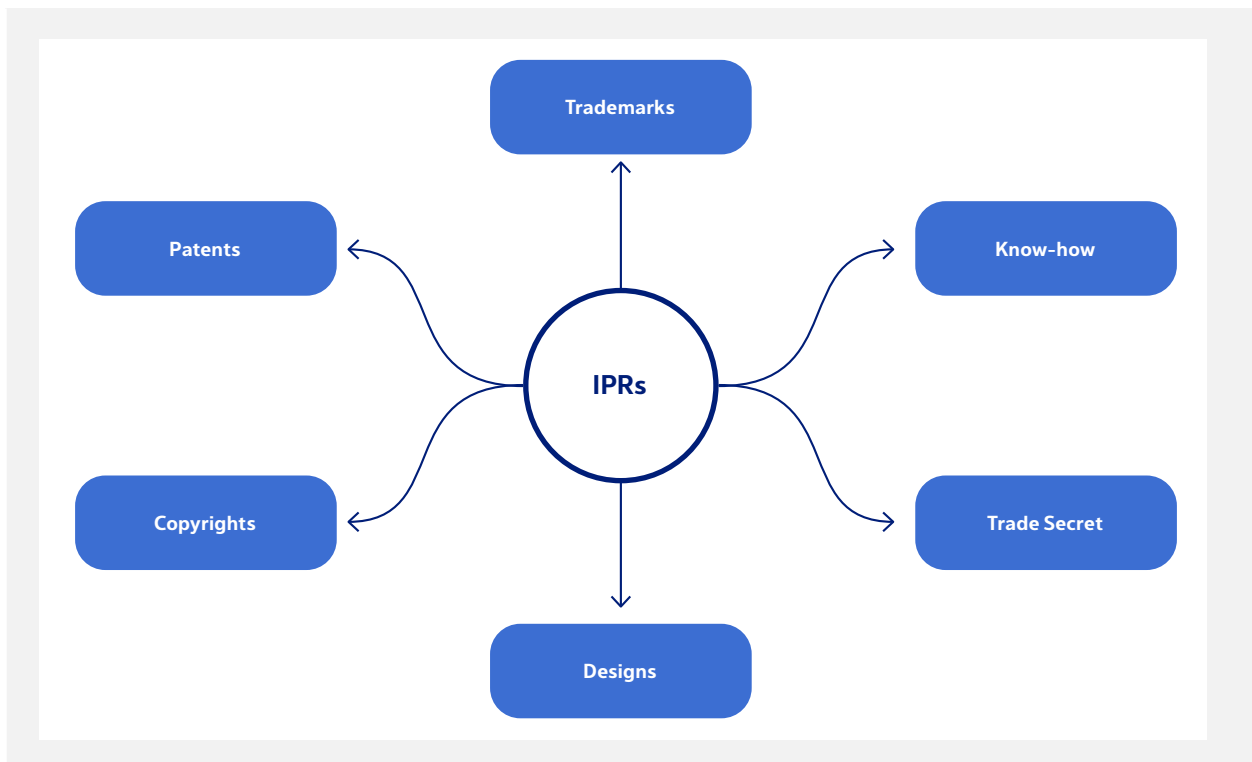 Trademarks
Patents
Know-how
IPRs
Copyrights
Trade Secret
Designs